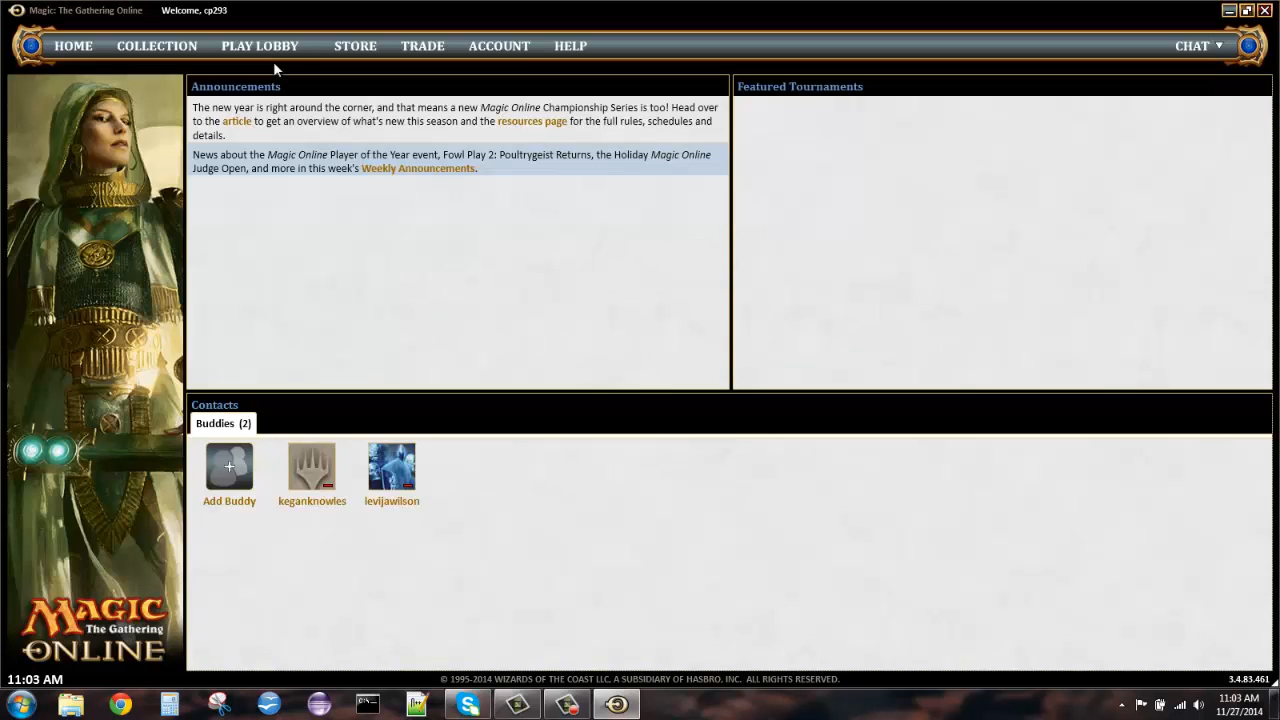 Magic: The Gathering Online
Welcome, cp293
HOME COLLECTION PLAY LOBBY STORE TRADE ACCOUNT HELP CHAT
Announcements
The new year is right around the corner, and that means a new Magic Online Championship Series is too! Head over
to the article to get an overview of what's new this season and the resources page for the full rules, schedules and
details.
News about the Magic Online Player of the Year event, Fowl Play 2: Poultrygeist Returns, the Holiday Magic Online
Judge Open, and more in this week's Weekly Announcements.
Featured Tournaments
Contacts
Buddies (2)
Add Buddy
keganknowles
levijawilson
MAGIC
The Gathering
ONLINE
11:03 AM
© 1995-2014 WIZARDS OF THE COAST LLC, A SUBSIDIARY OF HASBRO, INC. ALL RIGHTS RESERVED.
3.4.83.461
11:03 AM
11/27/2014